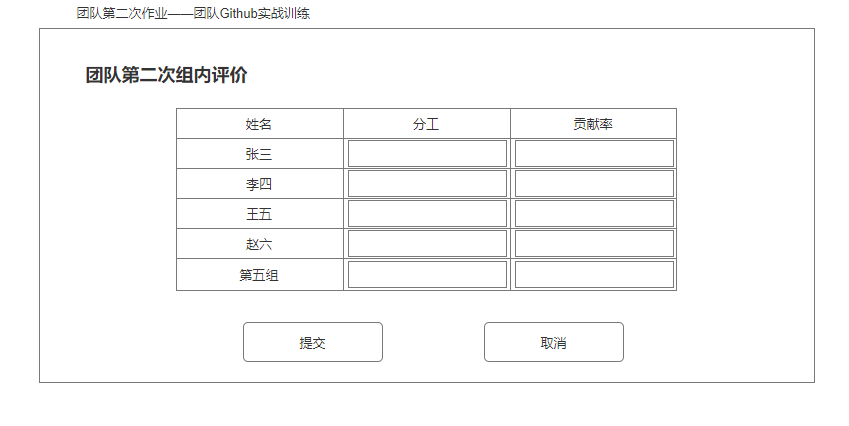 团队第二次作业——团队Github实战训练
团队第二次组内评价
姓名 分工 贡献率
张三
李四
王五
赵六
第五组
提交 取消